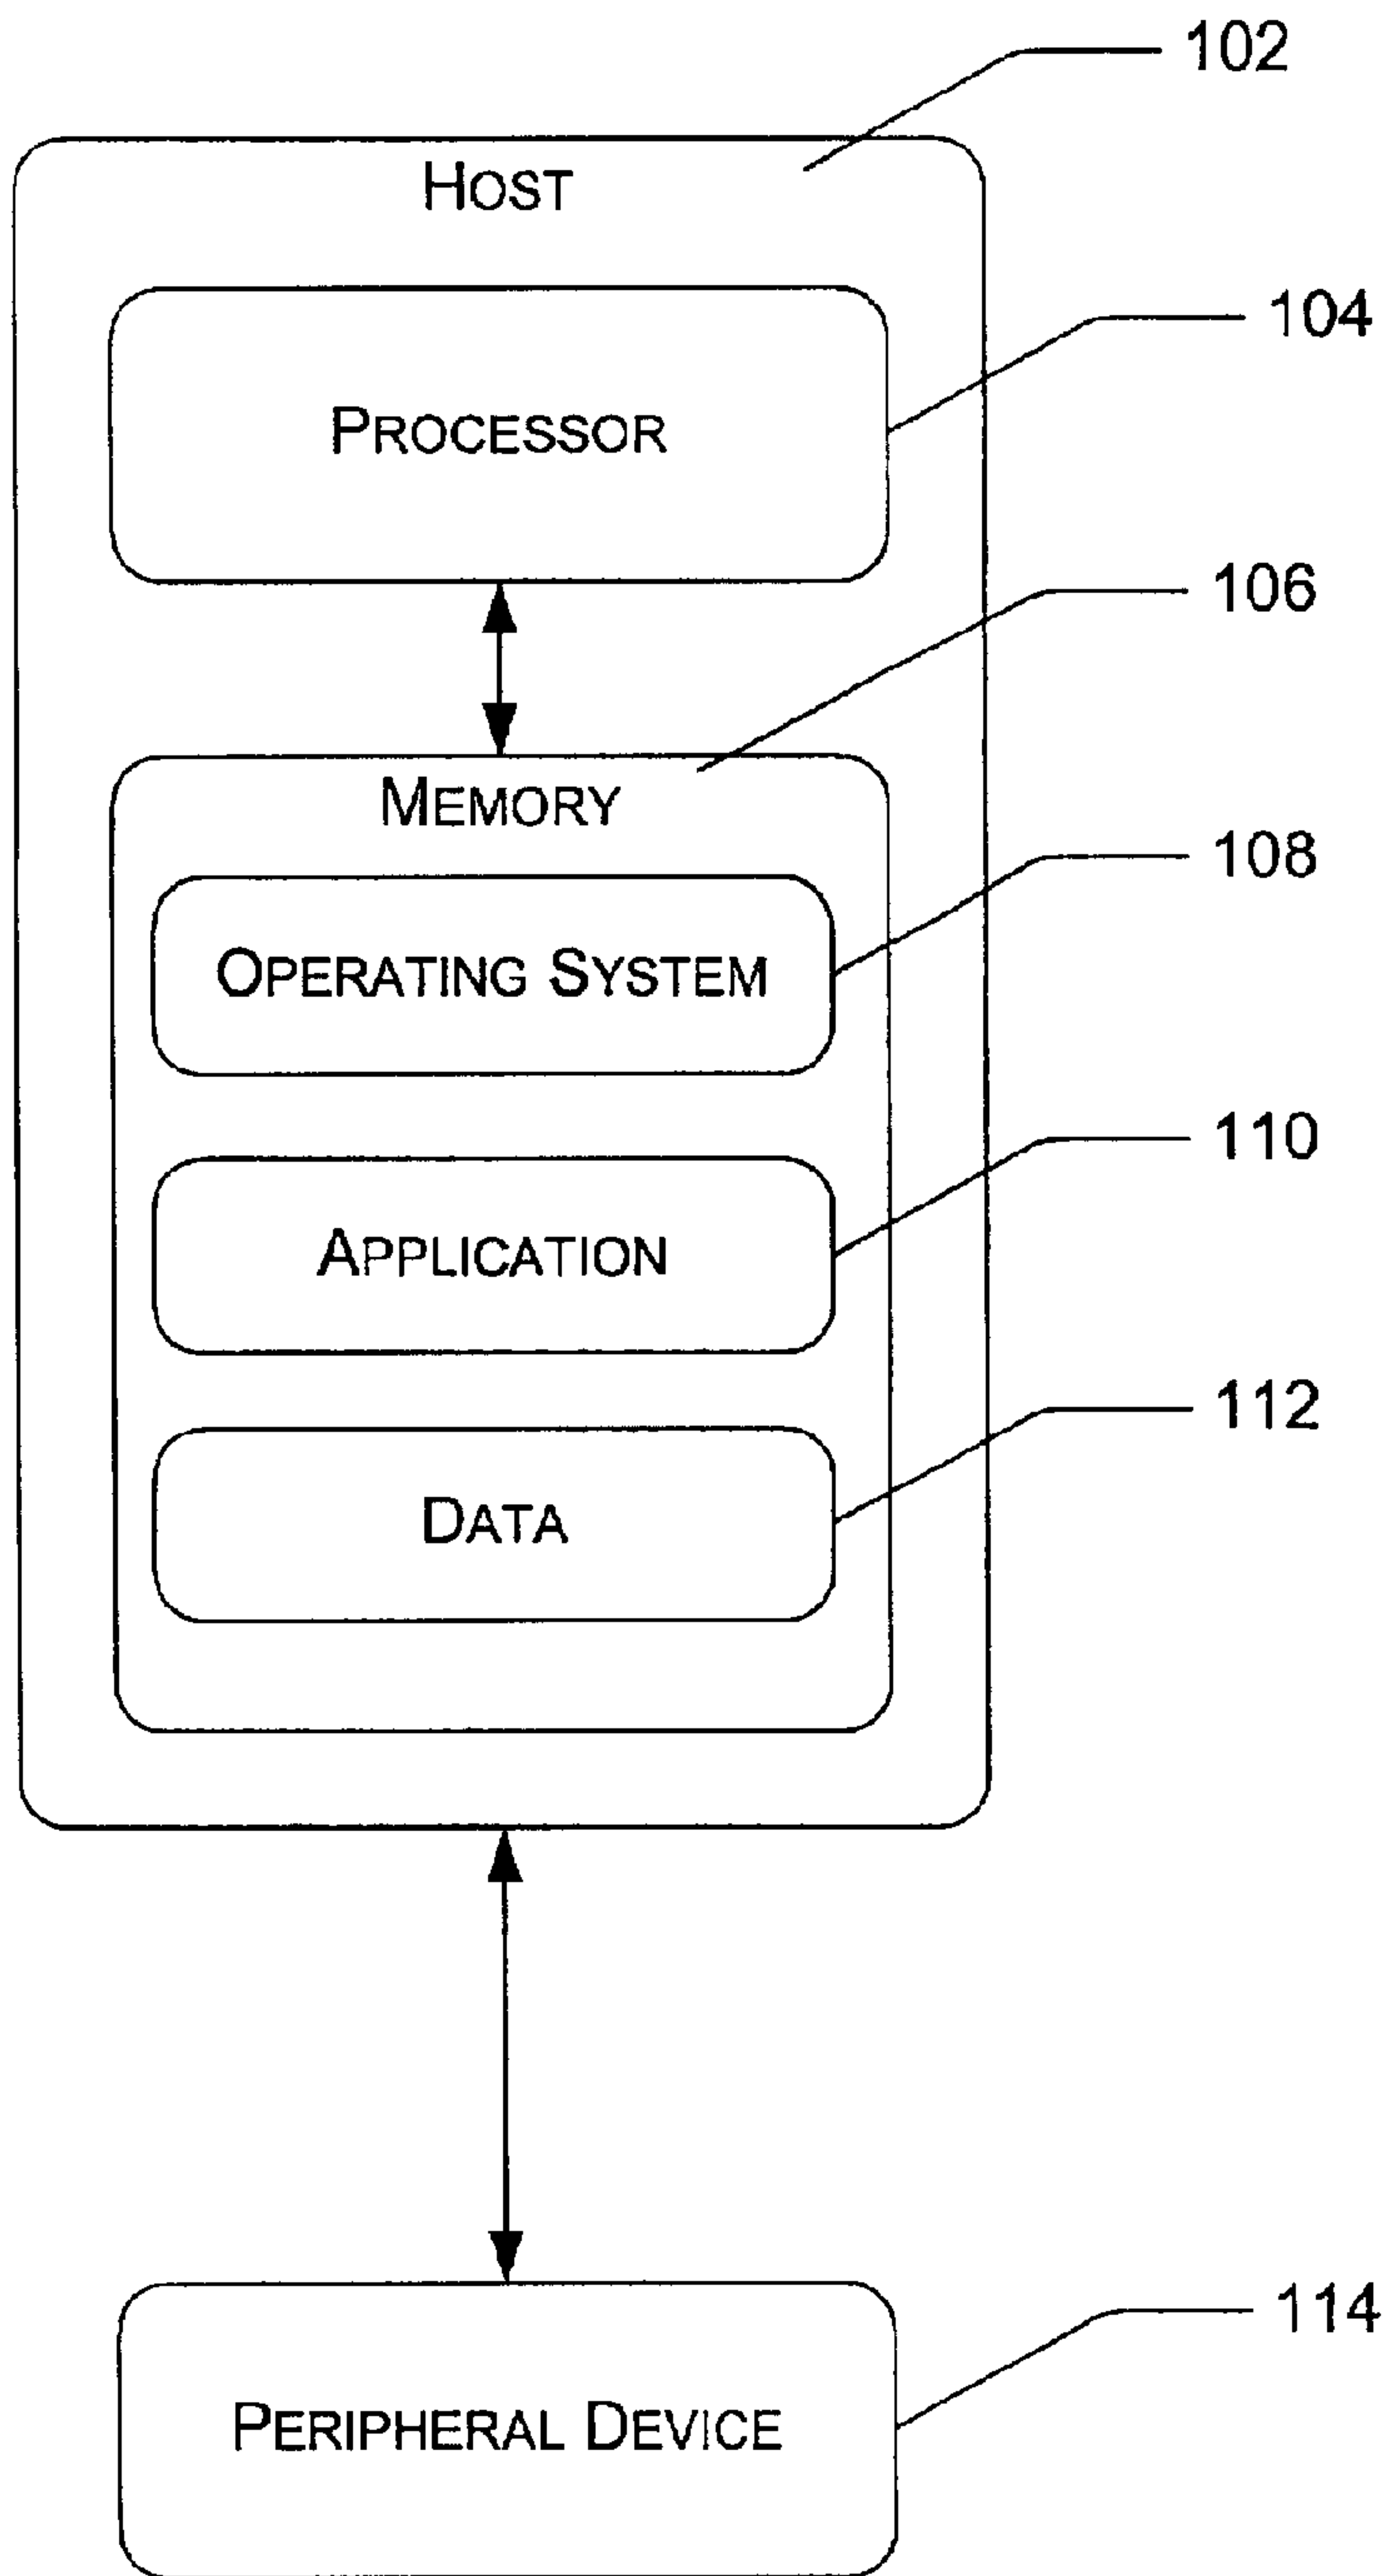 102
HOST
104
PROCESSOR
106
MEMORY
108
OPERATING SYSTEM
110
APPLICATION
112
DATA
114
PERIPHERAL DEVICE